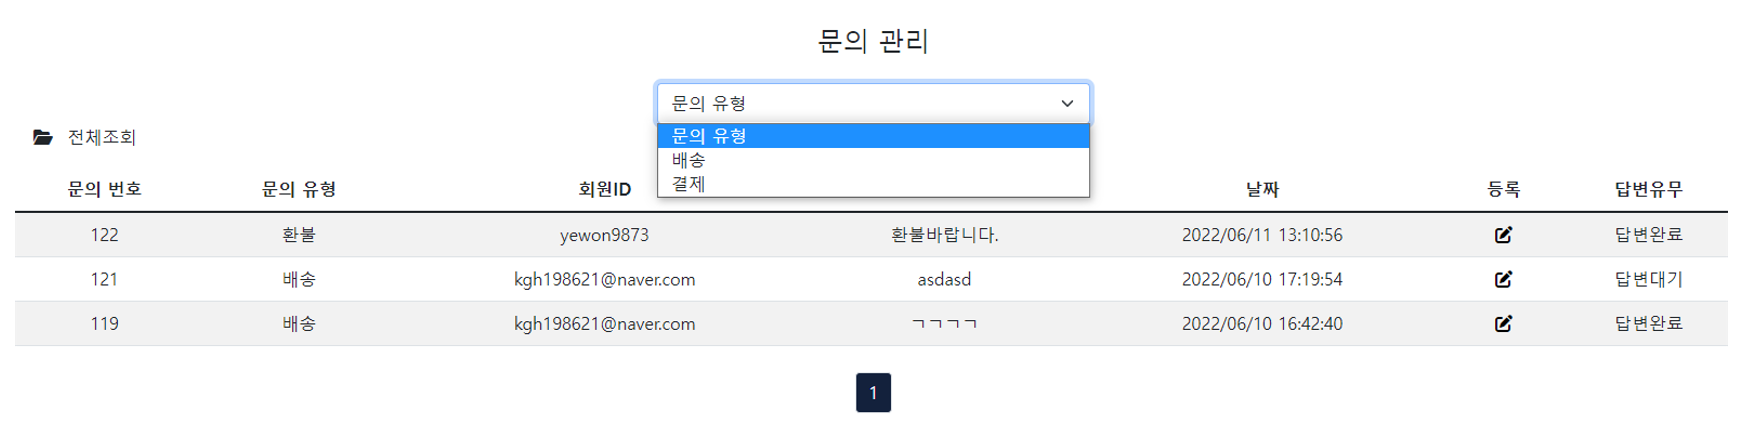 문의 관리
문의 유형
문의 유형
배송
결제
전체조회
문의 번호 문의 유형 회원ID 날짜 등록 답변유무
122 환불 yewon9873 환불바랍니다. 2022/06/11 13:10:56 답변완료
121 배송 kgh198621@naver.com asdasd 2022/06/10 17:19:54 답변대기
119 배송 kgh198621@naver.com ㄱㄱㄱㄱ 2022/06/10 16:42:40 답변완료
1